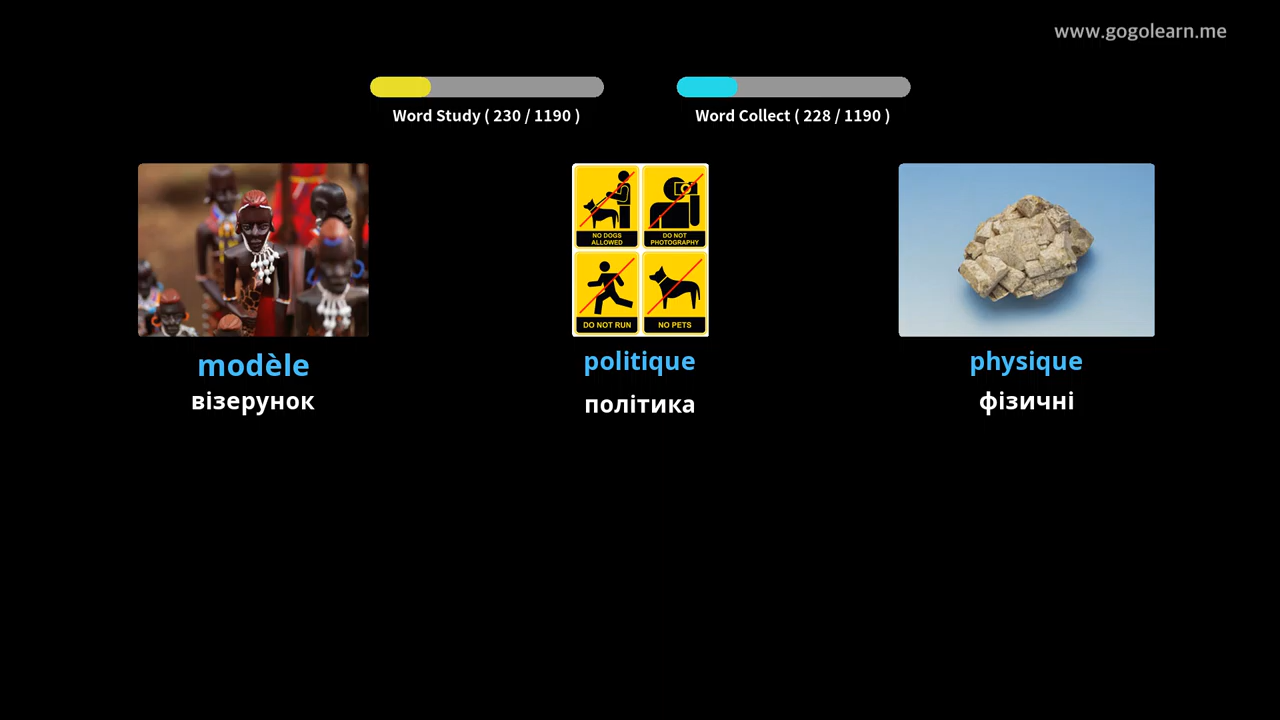 www.gogolearn.me
Word Study ( 230 / 1190 )
Word Collect ( 228 / 1190 )
NO DOGS
ALLOWED
DO NOT
PHOTOGRAPHY
DO NOT RUN
NO PETS
modèle
politique
physique
візерунок
політика
фізичні